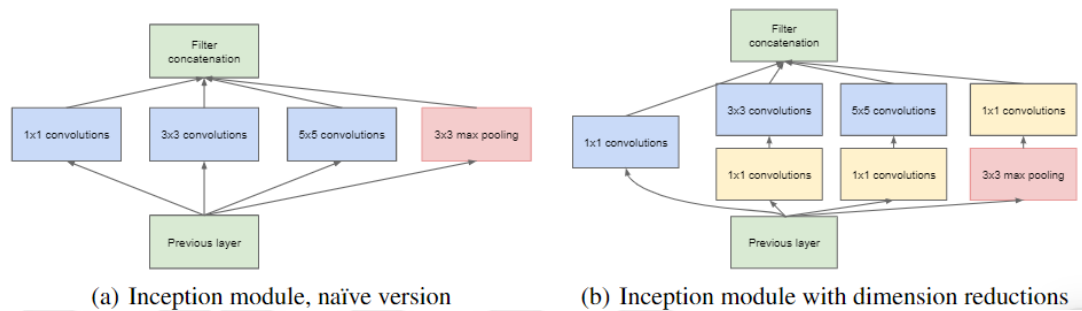 Filter
concatenation
1x1 convolutions
3x3 convolutions
5x5 convolutions
3x3 max pooling
Previous layer
(a) Inception module, naïve version
Filter
concatenation
3x3 convolutions
5x5 convolutions
1x1 convolutions
1x1 convolutions
1x1 convolutions
1x1 convolutions
3x3 max pooling
Previous layer
(b) Inception module with dimension reductions